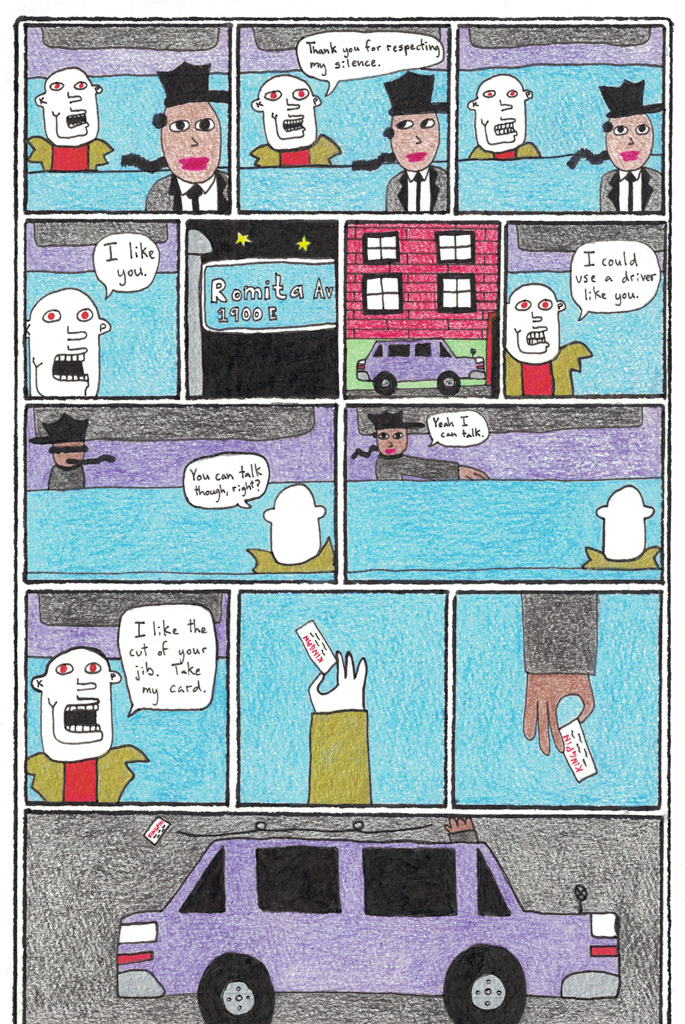 Thank you for respecting
my silence.
I like
you.
Romita Av
1900 E
I could
use a driver
like you.
You can talk
though, right?
Yeah I
can talk.
I like the
cut of your
jib. Take
my card.
KINGPIN
KINGPIN
KINGPIN